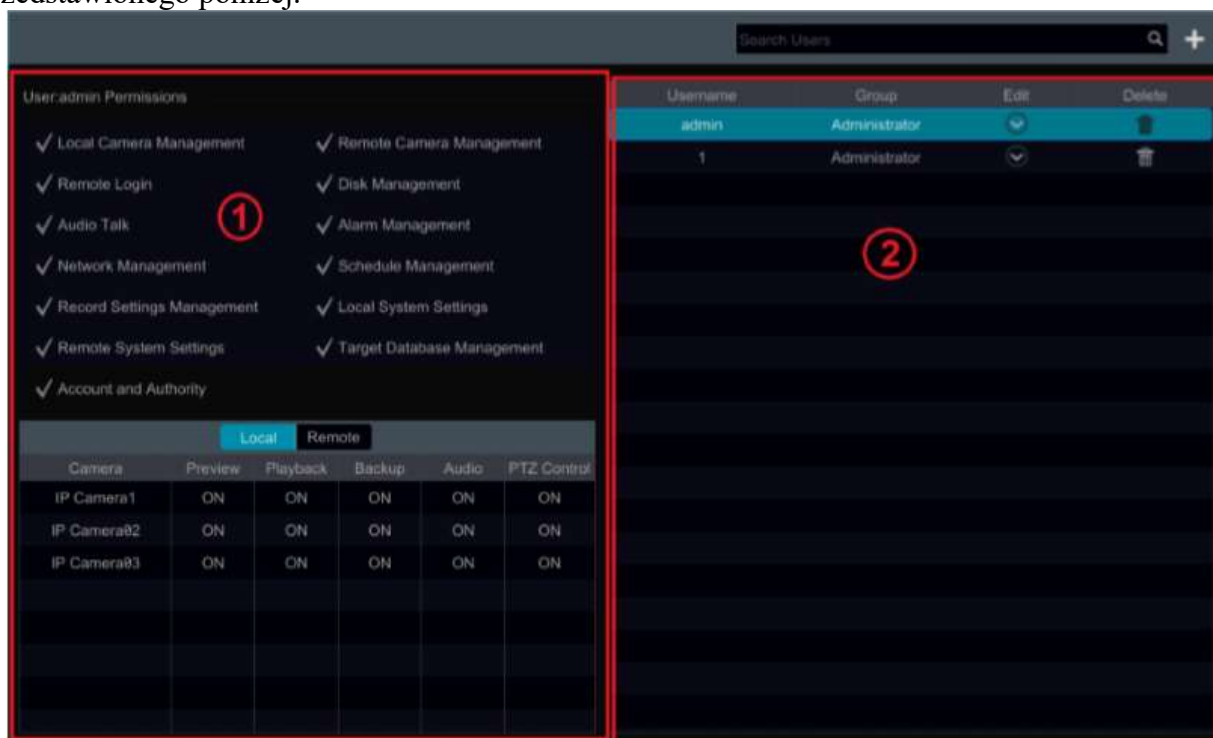 zedstawionego poniżej.
Search Users
User:admin Permissions
Local Camera Management
Remote Camera Management
Remote Login
Disk Management
1
Audio Talk
Alarm Management
Network Management
Schedule Management
Record Settings Management
Local System Settings
Remote System Settings
Target Database Management
Account and Authority
Local Remote
Camera Preview Playback Backup Audio PTZ Control
IP Camera1 ON ON ON ON ON
IP Camera02 ON ON ON ON ON
IP Camera03 ON ON ON ON ON
Username Group Edit Delete
admin Administrator
1 Administrator
2